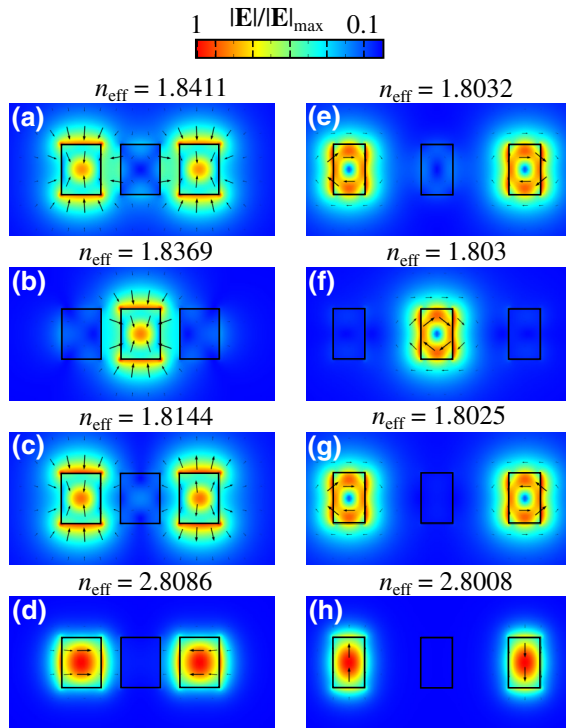 |E|/|E|max
1 0.1
neff = 1.8411 neff = 1.8032
(a) (e)
neff = 1.8369 neff = 1.803
(b) (f)
neff = 1.8144 neff = 1.8025
(c) (g)
neff = 2.8086 neff = 2.8008
(d) (h)